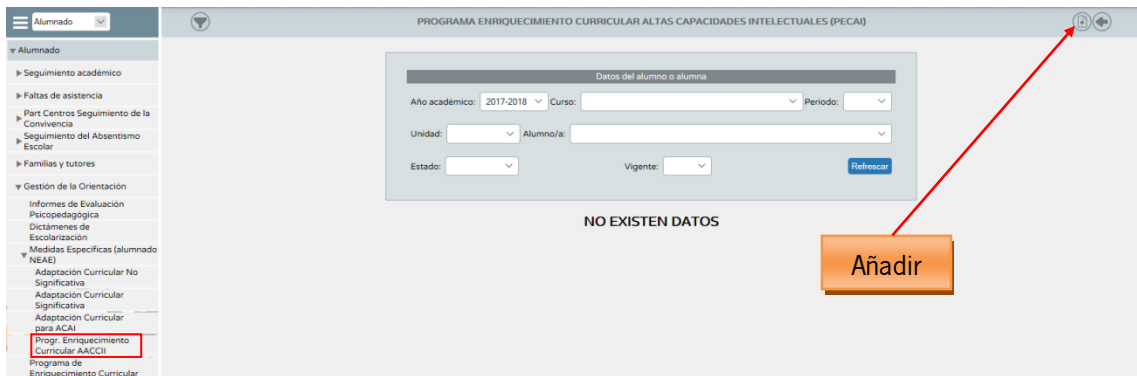 Alumnado
PROGRAMA ENRIQUECIMIENTO CURRICULAR ALTAS CAPACIDADES INTELECTUALES (PECAI)
Alumnado
Seguimiento académico
Faltas de asistencia
Part Centros Seguimiento de la
Convivencia
Seguimiento del Absentismo
Escolar
Familias y tutores
Gestión de la Orientación
Informes de Evaluación
Psicopedagógica
Dictámenes de
Escolarización
Medidas Específicas (alumnado
NEAE)
Adaptación Curricular No
Significativa
Adaptación Curricular
Significativa
Adaptación Curricular
para ACAI
Progr. Enriquecimiento
Curricular AACCII
Programa de
Enriquecimiento Curricular
Datos del alumno o alumna
Año académico: 2017-2018 Curso: Periodo:
Unidad: Alumno/a:
Estado: Vigente: Refrescar
NO EXISTEN DATOS
Añadir